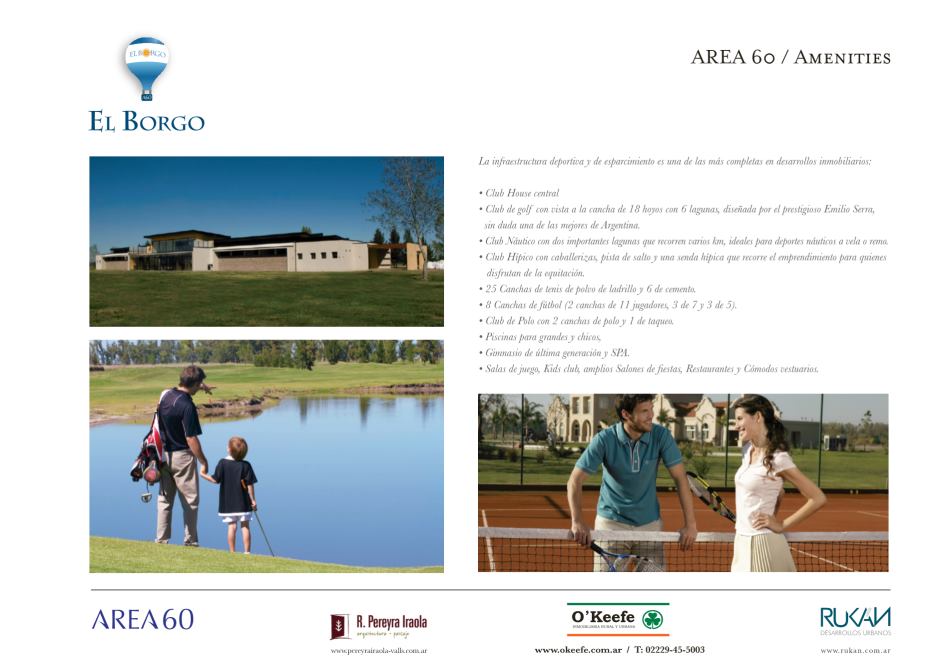 EL BORGO
AREA 60 / AMENITIES
EL BORGO
La infraestructura deportiva y de esparcimiento es una de las más completas en desarrollos inmobiliarios:
• Club House central
• Club de golf con vista a la cancha de 18 hoyos con 6 lagunas, diseñada por el prestigioso Emilio Serra,
sin duda una de las mejores de Argentina.
• Club Náutico con dos importantes lagunas que recorren varios km, ideales para deportes náuticos a vela o remo.
• Club Hípico con caballerizas, pista de salto y una senda hípica que recorre el emprendimiento para quienes
disfrutan de la equitación.
• 25 Canchas de tenis de polvo de ladrillo y 6 de cemento.
• 8 Canchas de fútbol (2 canchas de 11 jugadores, 3 de 7 y 3 de 5).
• Club de Polo con 2 canchas de polo y 1 de taqueo.
• Piscinas para grandes y chicos,
• Gimnasio de última generación y SPA.
• Salas de juego, Kids club, amplios Salones de fiestas, Restaurantes y Cómodos vestuarios.
AREA 60
R. Pereyra Iraola
arquitectura - paisaje
www.pereyrairaola-valls.com.ar
O'Keefe
INMOBILIARIA RURAL Y URBANA
www.okeefe.com.ar / T: 02229-45-5003
RUKAN
DESARROLLOS URBANOS
www.rukan.com.ar